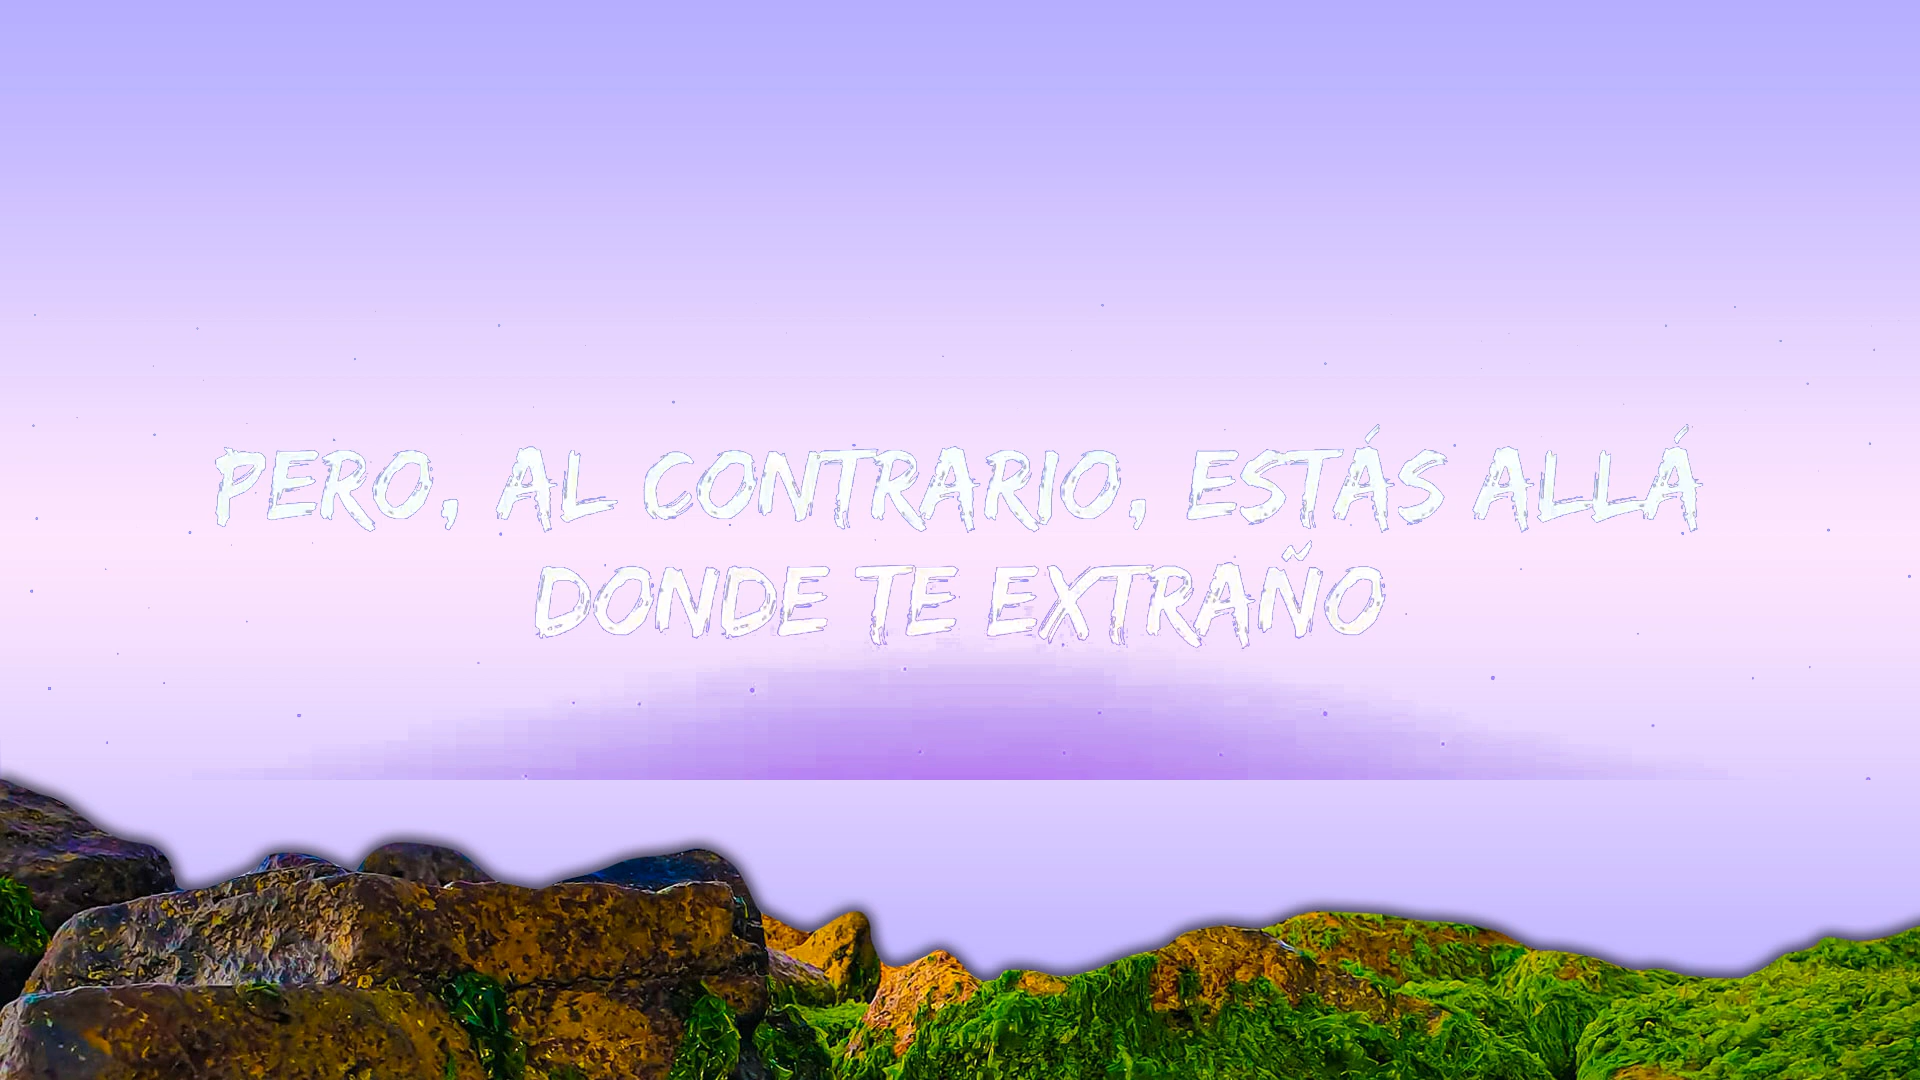 PERO, AL CONTRARIO, ESTÁS ALLÁ
DONDE TE EXTRAÑO